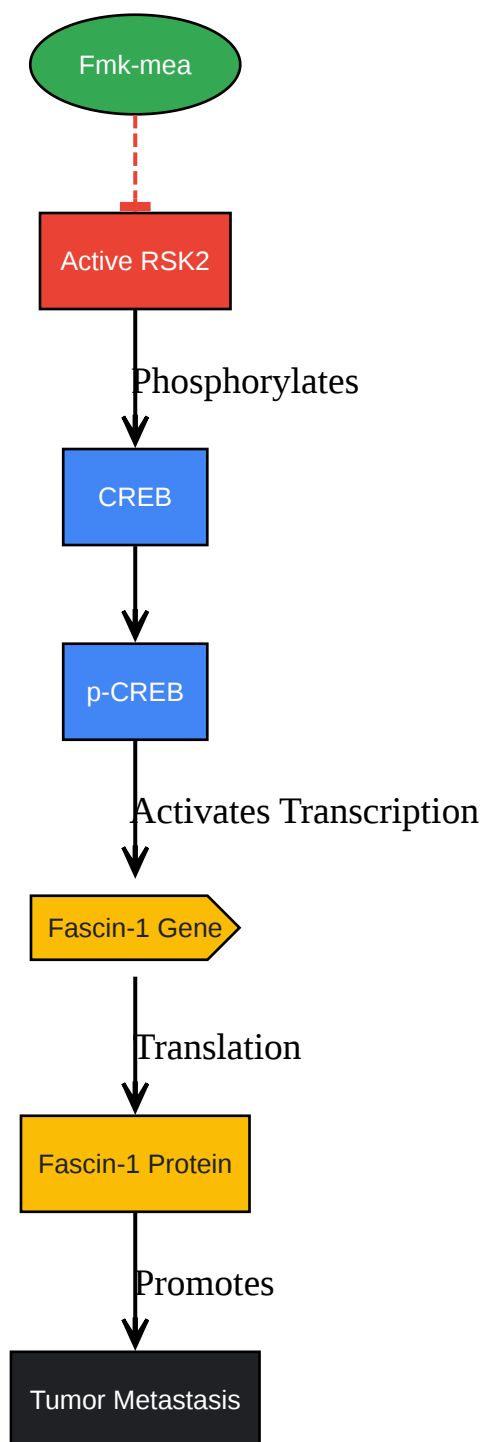 Fmk-mea
Active RSK2
Phosphorylates
CREB
p-CREB
Activates Transcription
Fascin-1 Gene
Translation
Fascin-1 Protein
Promotes
Tumor Metastasis